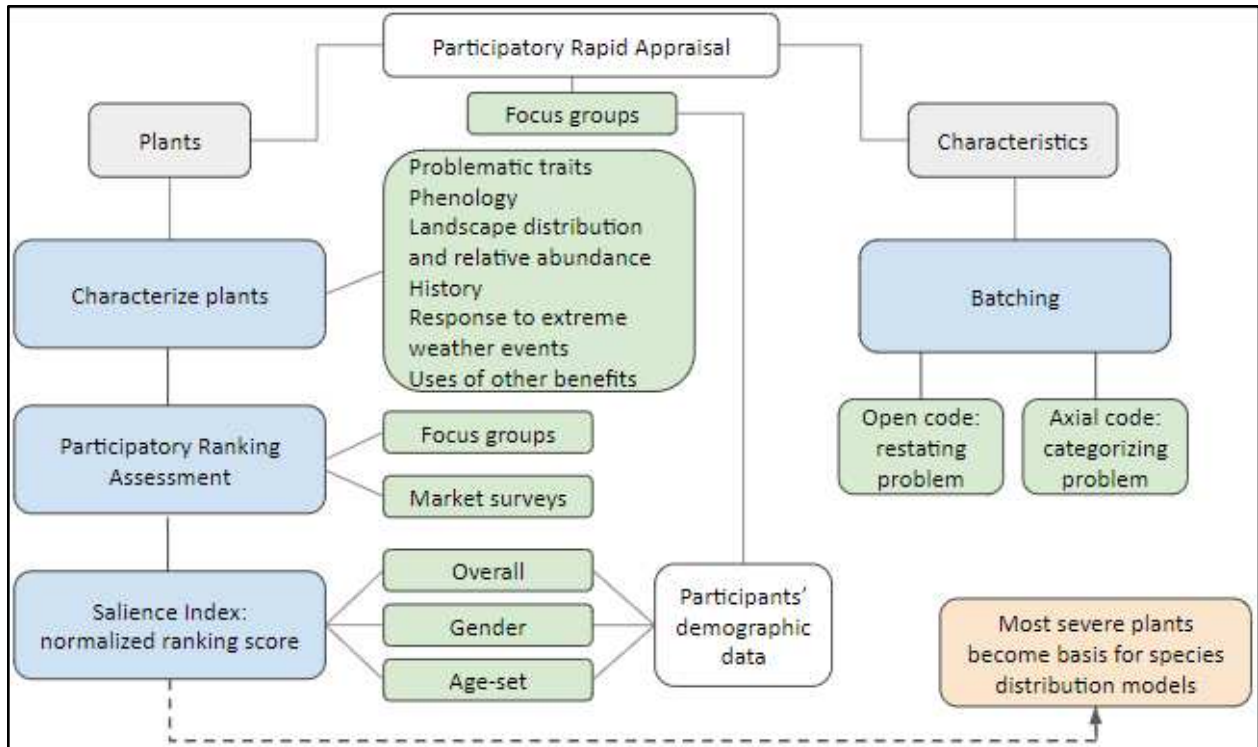 Participatory Rapid Appraisal
Focus groups
Plants
Characteristics
Problematic traits
Phenology
Landscape distribution
and relative abundance
History
Response to extreme
weather events
Uses of other benefits
Characterize plants
Batching
Open code:
restating
problem
Axial code:
categorizing
problem
Participatory Ranking
Assessment
Focus groups
Market surveys
Salience Index:
normalized ranking score
Overall
Gender
Age-set
Participants’
demographic
data
Most severe plants
become basis for species
distribution models